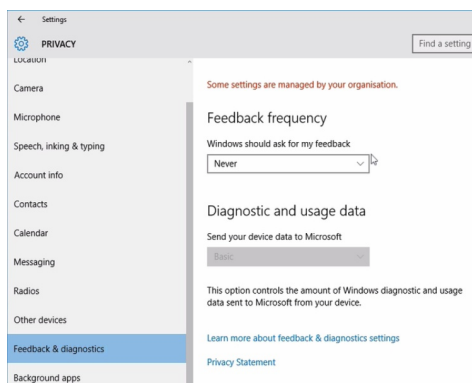 Settings
PRIVACY
Find a setting
Location
Camera
Microphone
Speech, inking & typing
Account info
Contacts
Calendar
Messaging
Radios
Other devices
Feedback & diagnostics
Background apps
Some settings are managed by your organisation.
Feedback frequency
Windows should ask for my feedback
Never
Diagnostic and usage data
Send your device data to Microsoft
Basic
This option controls the amount of Windows diagnostic and usage
data sent to Microsoft from your device.
Learn more about feedback & diagnostics settings
Privacy Statement